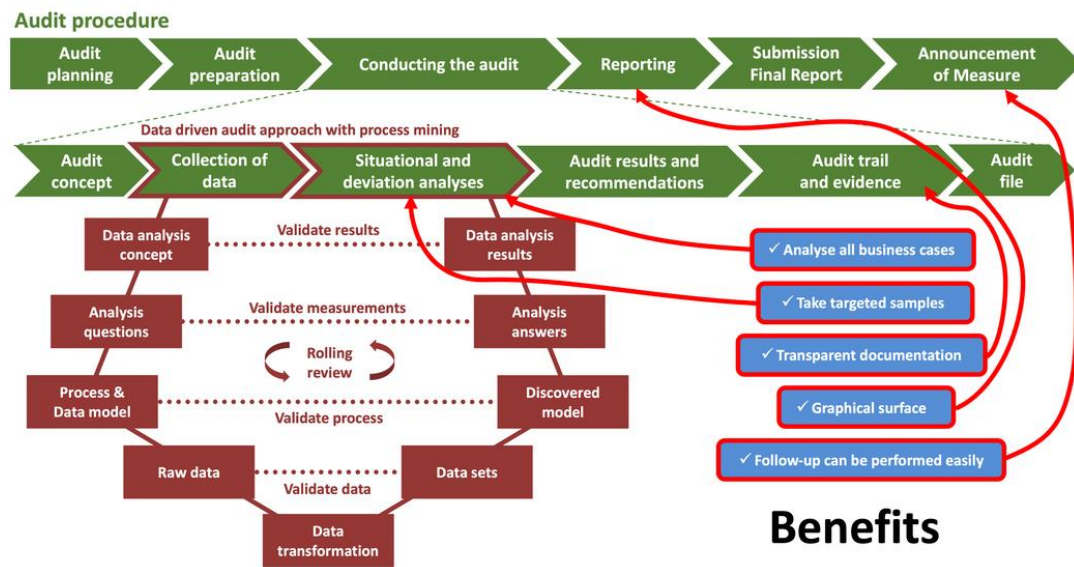 Audit procedure
Audit
planning
Audit
preparation
Conducting the audit
Reporting
Submission
Final Report
Announcement
of Measure
Data driven audit approach with process mining
Audit
concept
Collection of
data
Situational and
deviation analyses
Audit results and
recommendations
Audit trail
and evidence
Audit
file
Data analysis
concept
Validate results
Data analysis
results
✓ Analyse all business cases
Analysis
questions
Validate measurements
Analysis
answers
✓ Take targeted samples
Rolling
review
✓ Transparent documentation
Process &
Data model
Validate process
Discovered
model
✓ Graphical surface
Raw data
Validate data
Data sets
✓ Follow-up can be performed easily
Data
transformation
Benefits